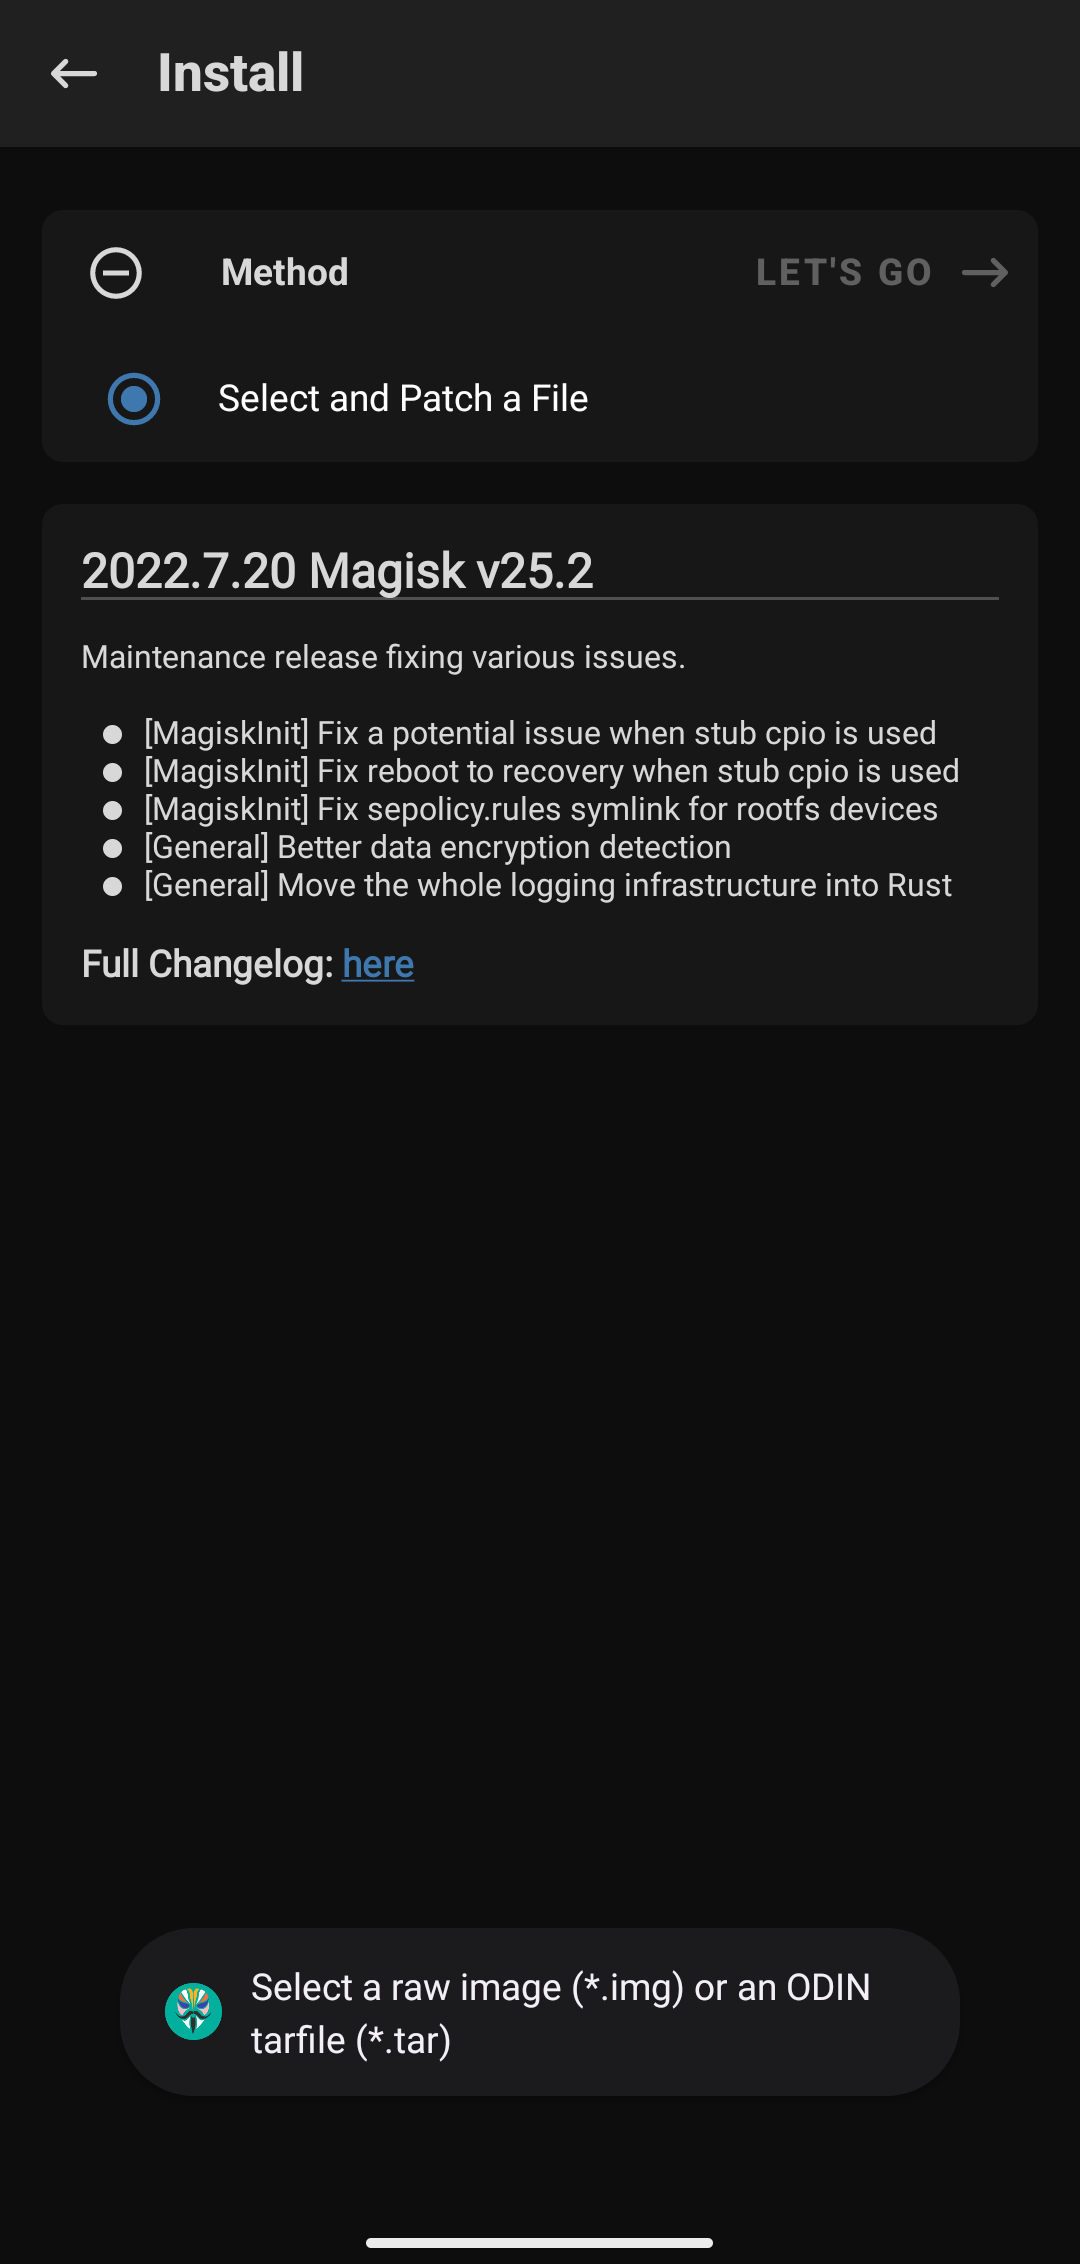 Install
Method
LET'S GO
Select and Patch a File
2022.7.20 Magisk v25.2
Maintenance release fixing various issues.
[MagiskInit] Fix a potential issue when stub cpio is used
[MagiskInit] Fix reboot to recovery when stub cpio is used
[MagiskInit] Fix sepolicy.rules symlink for rootfs devices
[General] Better data encryption detection
[General] Move the whole logging infrastructure into Rust
Full Changelog: here
Select a raw image (*.img) or an ODIN
tarfile (*.tar)